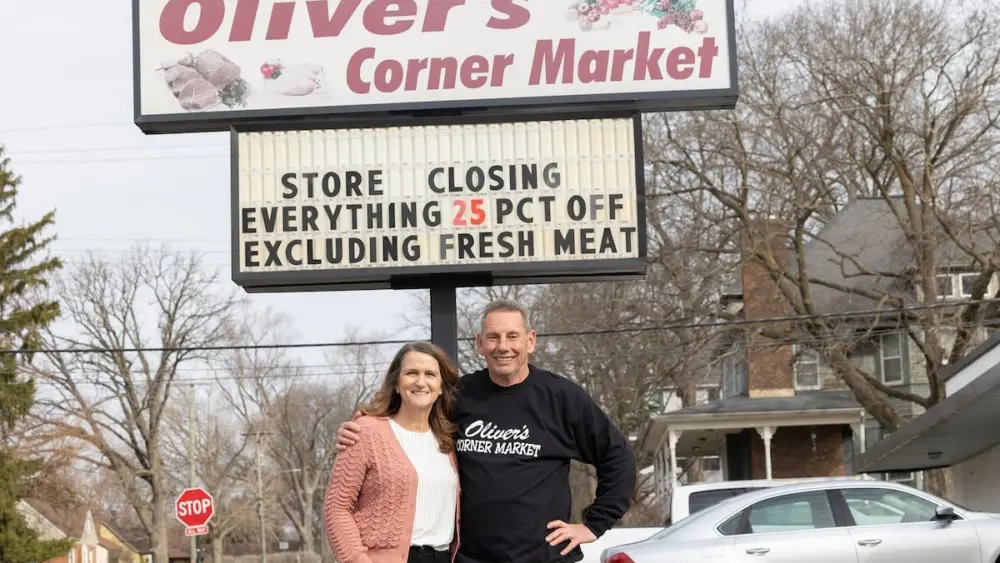 Oliver's
Corner Market
STORE CLOSING
EVERYTHING 25 PCT OFF
EXCLUDING FRESH MEAT
Oliver's
CORNER MARKET
STOP